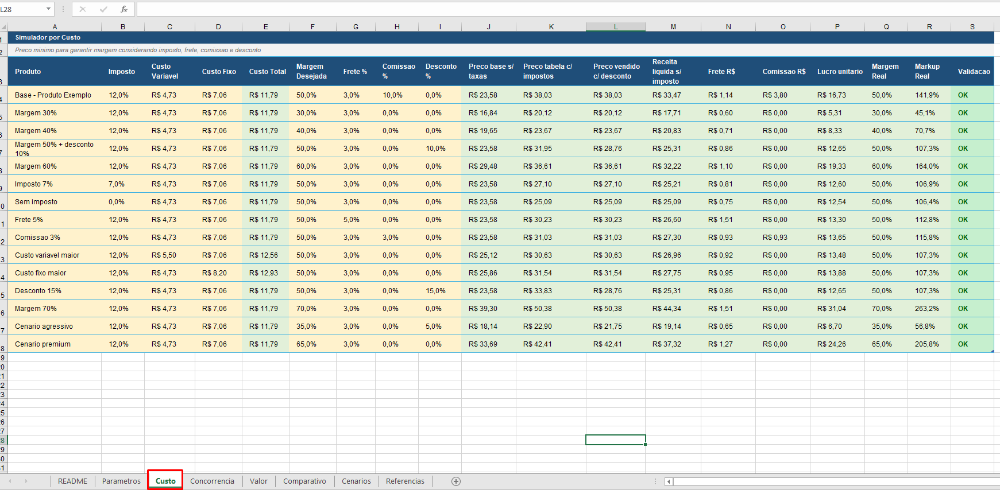 L28
fx
A B C D E F G H I J K L M N O P Q R S
1 Simulador por Custo
2 Preco minimo para garantir margem considerando imposto, frete, comissao e desconto
3 Produto Imposto Custo Variavel Custo Fixo Custo Total Margem Desejada Frete % Comissao % Desconto % Preco base s/ taxas Preco tabela c/ impostos Preco vendido c/ desconto Receita liquida s/ imposto Frete R$ Comissao R$ Lucro unitario Margem Real Markup Real Validacao
4 Base - Produto Exemplo 12,0% R$ 4,73 R$ 7,06 R$ 11,79 50,0% 3,0% 10,0% 0,0% R$ 23,58 R$ 38,03 R$ 38,03 R$ 33,47 R$ 1,14 R$ 3,80 R$ 16,73 50,0% 141,9% OK
5 Margem 30% 12,0% R$ 4,73 R$ 7,06 R$ 11,79 30,0% 3,0% 0,0% 0,0% R$ 16,84 R$ 20,12 R$ 20,12 R$ 17,71 R$ 0,60 R$ 0,00 R$ 5,31 30,0% 45,1% OK
6 Margem 40% 12,0% R$ 4,73 R$ 7,06 R$ 11,79 40,0% 3,0% 0,0% 0,0% R$ 19,65 R$ 23,67 R$ 23,67 R$ 20,83 R$ 0,71 R$ 0,00 R$ 8,33 40,0% 70,7% OK
7 Margem 50% + desconto 10% 12,0% R$ 4,73 R$ 7,06 R$ 11,79 50,0% 3,0% 0,0% 10,0% R$ 23,58 R$ 31,95 R$ 28,76 R$ 25,31 R$ 0,86 R$ 0,00 R$ 12,65 50,0% 107,3% OK
8 Margem 60% 12,0% R$ 4,73 R$ 7,06 R$ 11,79 60,0% 3,0% 0,0% 0,0% R$ 29,48 R$ 36,61 R$ 36,61 R$ 32,22 R$ 1,10 R$ 0,00 R$ 19,33 60,0% 164,0% OK
9 Imposto 7% 7,0% R$ 4,73 R$ 7,06 R$ 11,79 50,0% 3,0% 0,0% 0,0% R$ 23,58 R$ 27,10 R$ 27,10 R$ 25,21 R$ 0,81 R$ 0,00 R$ 12,60 50,0% 106,9% OK
0 Sem imposto 0,0% R$ 4,73 R$ 7,06 R$ 11,79 50,0% 3,0% 0,0% 0,0% R$ 23,58 R$ 25,09 R$ 25,09 R$ 25,09 R$ 0,75 R$ 0,00 R$ 12,54 50,0% 106,4% OK
1 Frete 5% 12,0% R$ 4,73 R$ 7,06 R$ 11,79 50,0% 5,0% 0,0% 0,0% R$ 23,58 R$ 30,23 R$ 30,23 R$ 26,60 R$ 1,51 R$ 0,00 R$ 13,30 50,0% 112,8% OK
2 Comissao 3% 12,0% R$ 4,73 R$ 7,06 R$ 11,79 50,0% 3,0% 3,0% 0,0% R$ 23,58 R$ 31,03 R$ 31,03 R$ 27,30 R$ 0,93 R$ 0,93 R$ 13,65 50,0% 115,8% OK
3 Custo variavel maior 12,0% R$ 5,50 R$ 7,06 R$ 12,56 50,0% 3,0% 0,0% 0,0% R$ 25,12 R$ 30,63 R$ 30,63 R$ 26,96 R$ 0,92 R$ 0,00 R$ 13,48 50,0% 107,3% OK
4 Custo fixo maior 12,0% R$ 4,73 R$ 8,20 R$ 12,93 50,0% 3,0% 0,0% 0,0% R$ 25,86 R$ 31,54 R$ 31,54 R$ 27,75 R$ 0,95 R$ 0,00 R$ 13,88 50,0% 107,3% OK
5 Desconto 15% 12,0% R$ 4,73 R$ 7,06 R$ 11,79 50,0% 3,0% 0,0% 15,0% R$ 23,58 R$ 33,83 R$ 28,76 R$ 25,31 R$ 0,86 R$ 0,00 R$ 12,65 50,0% 107,3% OK
6 Margem 70% 12,0% R$ 4,73 R$ 7,06 R$ 11,79 70,0% 3,0% 0,0% 0,0% R$ 39,30 R$ 50,38 R$ 50,38 R$ 44,34 R$ 1,51 R$ 0,00 R$ 31,04 70,0% 263,2% OK
7 Cenario agressivo 12,0% R$ 4,73 R$ 7,06 R$ 11,79 35,0% 3,0% 0,0% 5,0% R$ 18,14 R$ 22,90 R$ 21,75 R$ 19,14 R$ 0,65 R$ 0,00 R$ 6,70 35,0% 56,8% OK
8 Cenario premium 12,0% R$ 4,73 R$ 7,06 R$ 11,79 65,0% 3,0% 0,0% 0,0% R$ 33,69 R$ 42,41 R$ 42,41 R$ 37,32 R$ 1,27 R$ 0,00 R$ 24,26 65,0% 205,8% OK
9
0
1
2
3
4
5
6
7
8
9
0
1
README Parametros Custo Concorrencia Valor Comparativo Cenarios Referencias